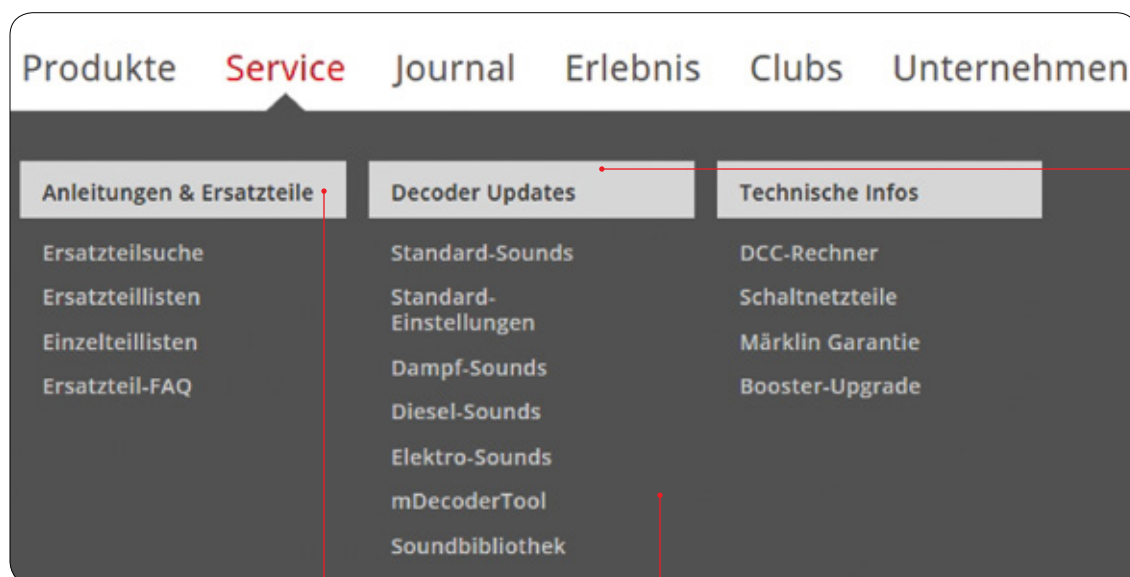 Produkte Service Journal Erlebnis Clubs Unternehmen
Anleitungen & Ersatzteile
Ersatzteilsuche
Ersatzteillisten
Einzelteillisten
Ersatzteil-FAQ
Decoder Updates
Standard-Sounds
Standard-
Einstellungen
Dampf-Sounds
Diesel-Sounds
Elektro-Sounds
mDecoderTool
Soundbibliothek
Technische Infos
DCC-Rechner
Schaltnetzteile
Märklin Garantie
Booster-Upgrade